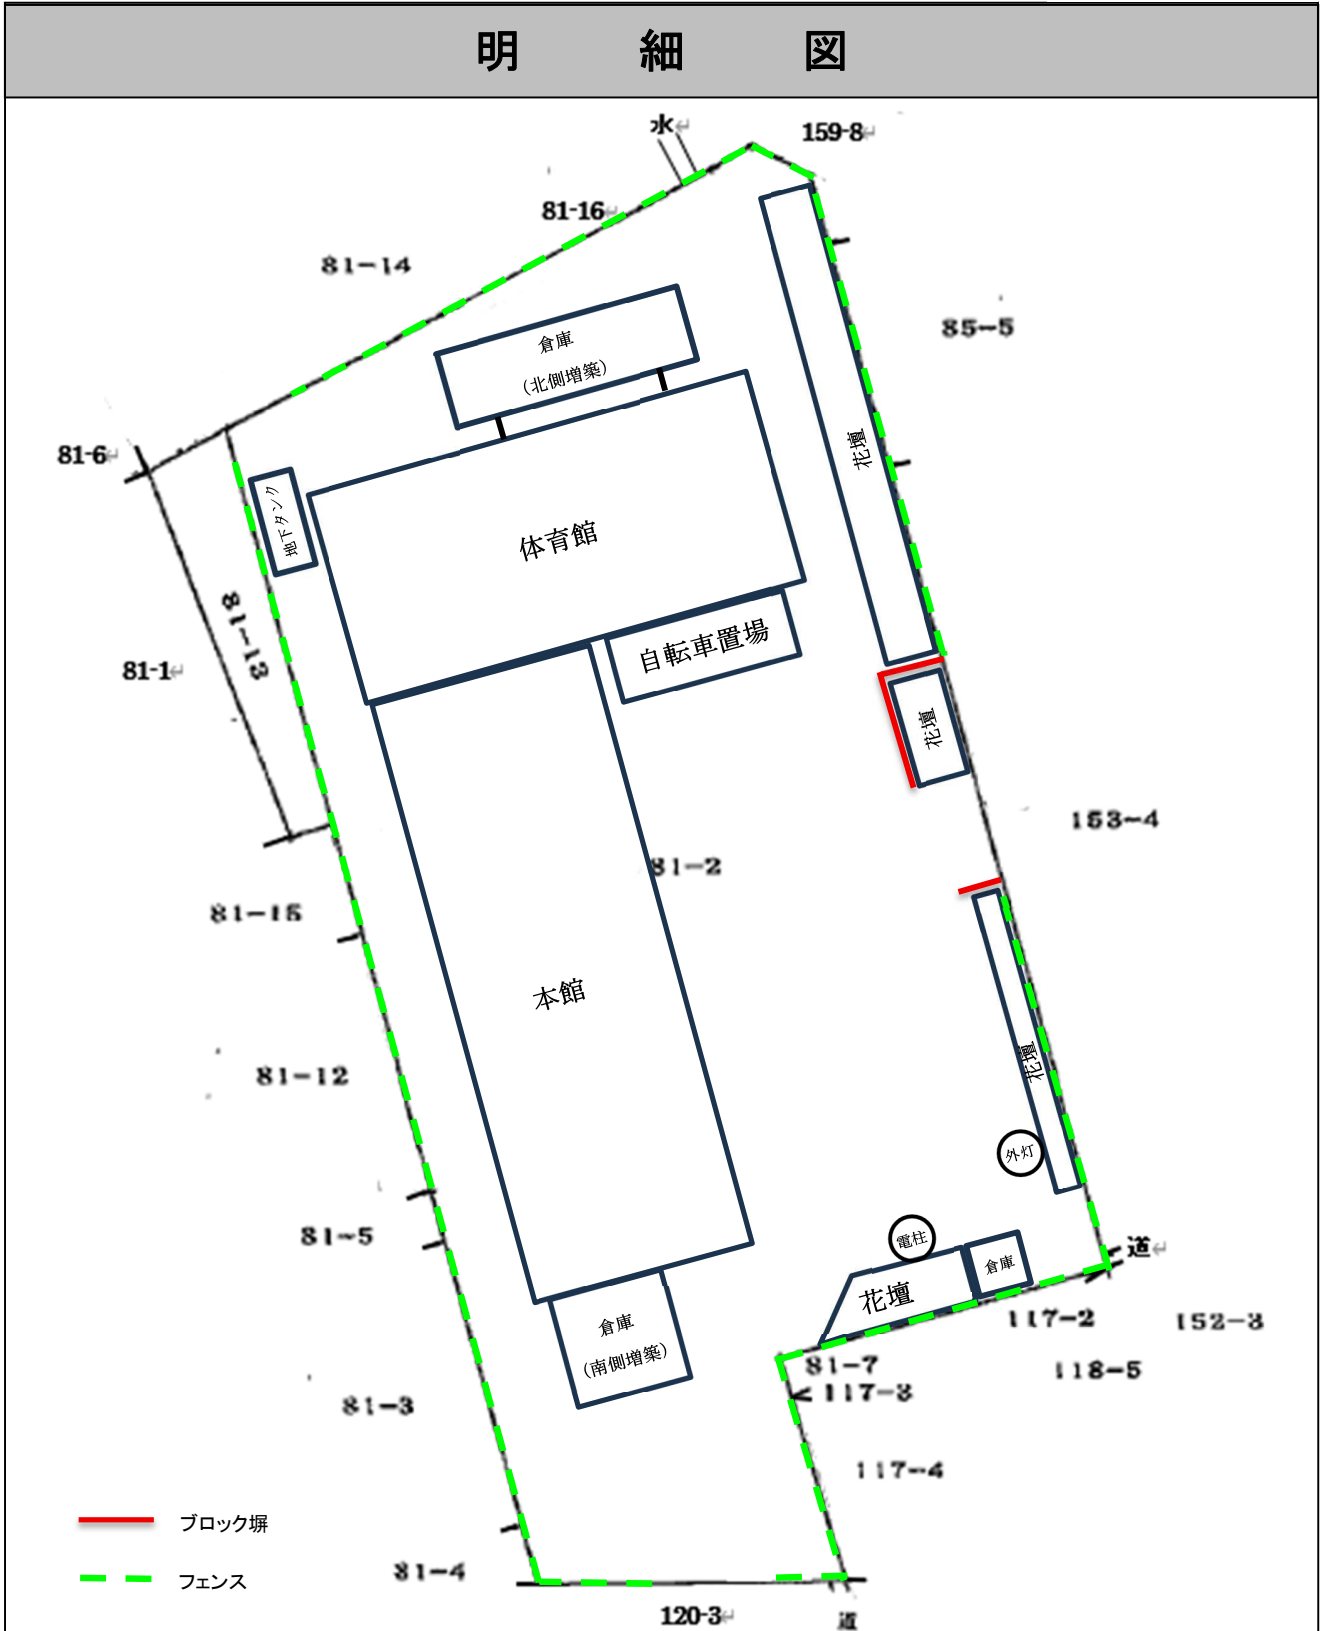 明 細 図
水
159-8
81-16
81-14
85-5
倉庫
(北側増築)
花壇
81-6
地下タンク
体育館
81-13
自転車置場
81-1
花壇
153-4
81-2
81-15
本館
花壇
81-12
外灯
81-5
電柱
道
倉庫
花壇
117-2
152-3
倉庫
(南側増築)
81-7
118-5
117-3
81-3
117-4
ブロック塀
81-4
フェンス
120-3
道